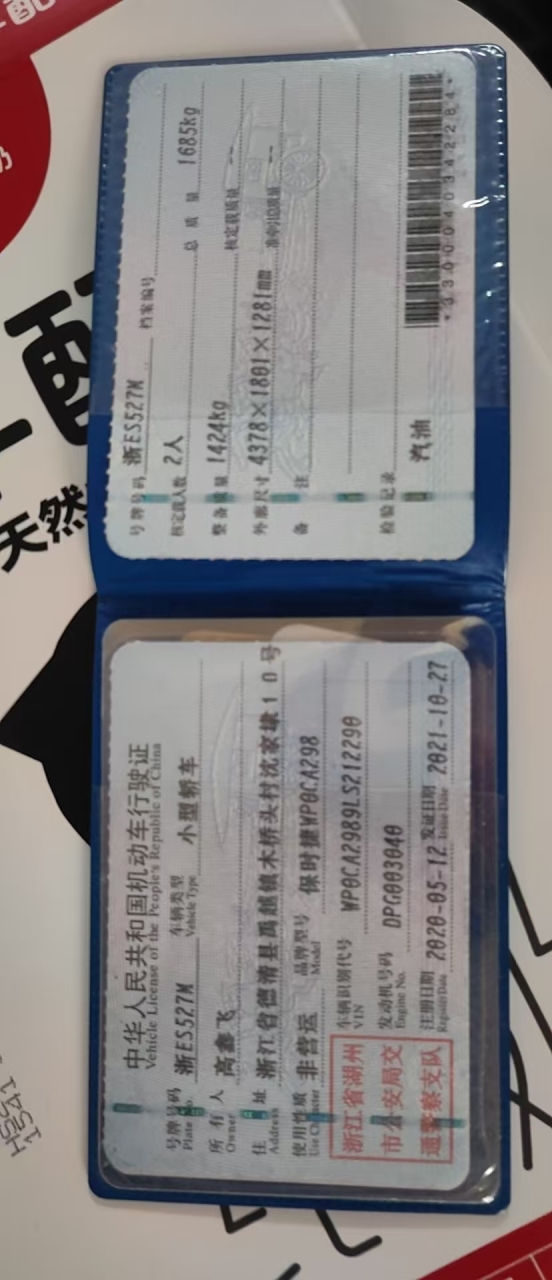 中华人民共和国机动车行驶证
Vehicle License of the People's Republic of China
号牌号码 浙ES527M 车辆类型 小型轿车
Plate No. Vehicle Type
所有人 高鑫飞
Owner
住址 浙江省德清县禹越镇木桥头村沈家墩10号
Address
使用性质 非营运 品牌型号 保时捷WP0CA298
Use Character Model
浙江省湖州
市公安局交
通警察支队
车辆识别代号 WP0CA2989LS212290
VIN
发动机号码 DPG003040
Engine No.
注册日期 2020-05-12 发证日期 2021-10-27
Register Date Issue Date
号牌号码 浙ES527M 档案编号
核定载人数 2人 总质量 1685kg
整备质量 1424kg 核定载质量
外廓尺寸 4378×1801×1281mm 准牵引总质量
备注
检验记录
汽油
*3300040342284*
天然